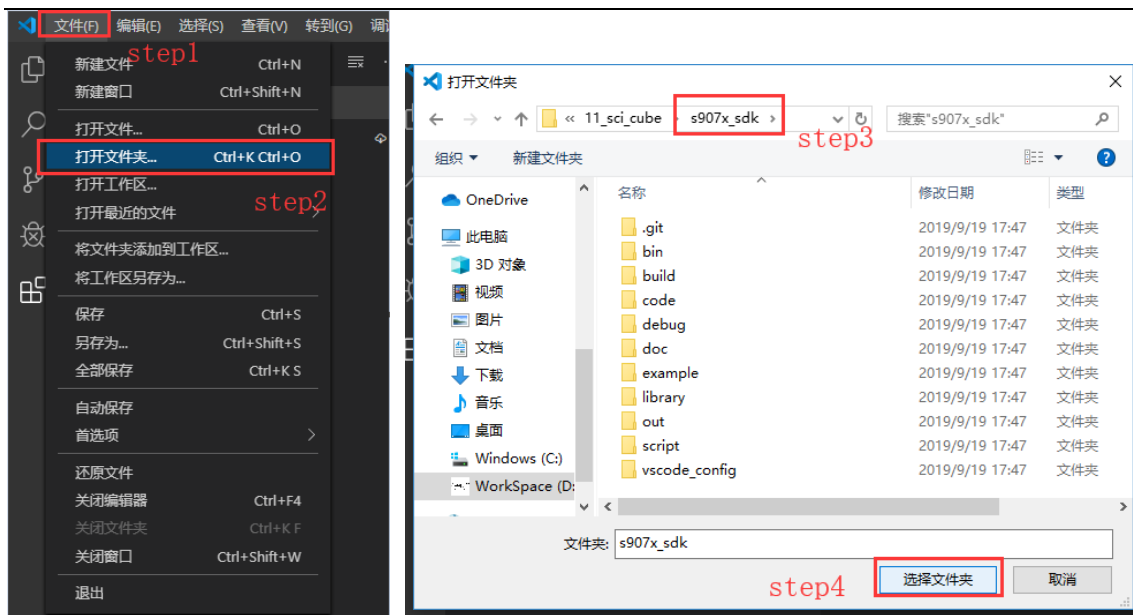 文件(F) 编辑(E) 选择(S) 查看(V) 转到(G)
step1
新建文件 Ctrl+N
新建窗口 Ctrl+Shift+N
打开文件... Ctrl+O
打开文件夹... Ctrl+K Ctrl+O
打开工作区...
step2
打开最近的文件
将文件夹添加到工作区...
将工作区另存为...
保存 Ctrl+S
另存为... Ctrl+Shift+S
全部保存 Ctrl+K S
自动保存
首选项
还原文件
关闭编辑器 Ctrl+F4
关闭文件夹 Ctrl+K F
关闭窗口 Ctrl+Shift+W
退出
打开文件夹
« 11_sci_cube › s907x_sdk › 搜索"s907x_sdk"
step3
组织 新建文件夹
名称 修改日期 类型
OneDrive
此电脑
3D 对象
视频
图片
文档
下载
音乐
桌面
Windows (C:)
WorkSpace (D:
.git 2019/9/19 17:47 文件夹
bin 2019/9/19 17:47 文件夹
build 2019/9/19 17:47 文件夹
code 2019/9/19 17:47 文件夹
debug 2019/9/19 17:47 文件夹
doc 2019/9/19 17:47 文件夹
example 2019/9/19 17:47 文件夹
library 2019/9/19 17:47 文件夹
out 2019/9/19 17:47 文件夹
script 2019/9/19 17:47 文件夹
vscode_config 2019/9/19 17:47 文件夹
文件夹: s907x_sdk
step4
选择文件夹 取消